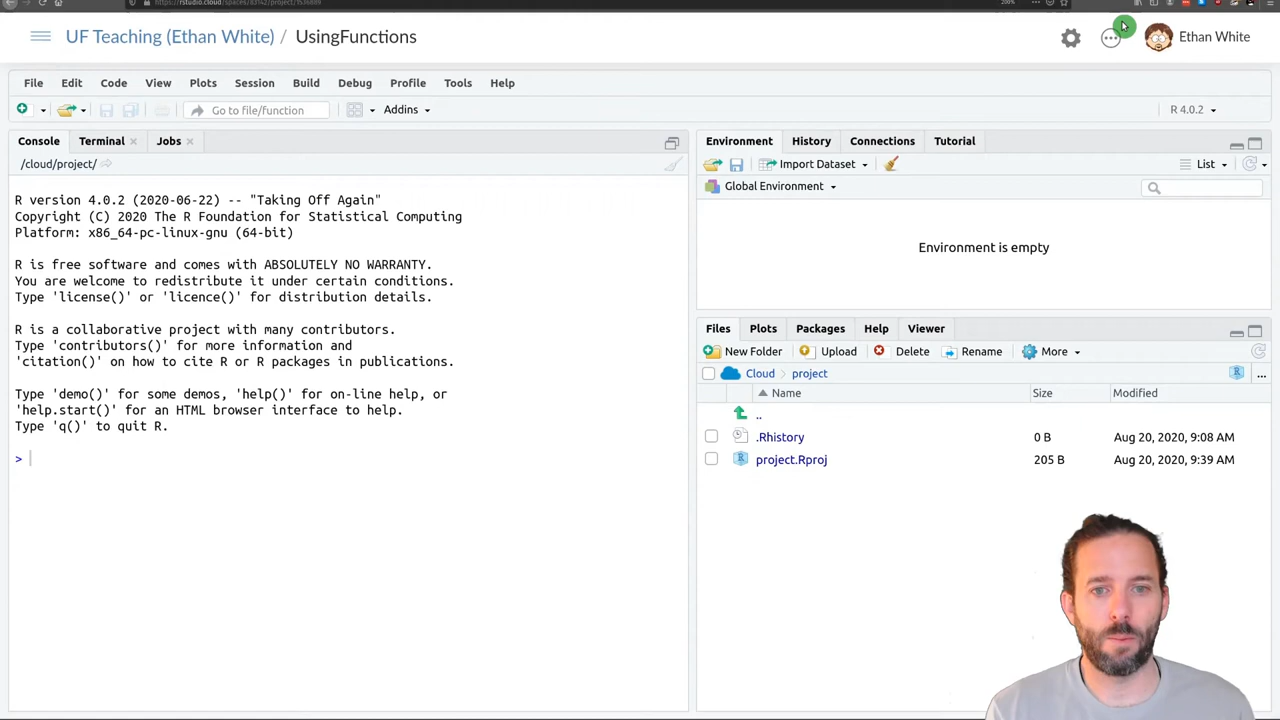 https://rstudio.cloud/spaces/83142/project/1536899
200%
UF Teaching (Ethan White) / UsingFunctions
Ethan White
File Edit Code View Plots Session Build Debug Profile Tools Help
Go to file/function
Addins
R 4.0.2
Console Terminal Jobs
/cloud/project/
R version 4.0.2 (2020-06-22) -- "Taking Off Again"
Copyright (C) 2020 The R Foundation for Statistical Computing
Platform: x86_64-pc-linux-gnu (64-bit)
R is free software and comes with ABSOLUTELY NO WARRANTY.
You are welcome to redistribute it under certain conditions.
Type 'license()' or 'licence()' for distribution details.
R is a collaborative project with many contributors.
Type 'contributors()' for more information and
'citation()' on how to cite R or R packages in publications.
Type 'demo()' for some demos, 'help()' for on-line help, or
'help.start()' for an HTML browser interface to help.
Type 'q()' to quit R.
>
Environment History Connections Tutorial
Import Dataset
List
Global Environment
Environment is empty
Files Plots Packages Help Viewer
New Folder Upload Delete Rename More
Cloud project
...
Name Size Modified
..
.Rhistory 0 B Aug 20, 2020, 9:08 AM
project.Rproj 205 B Aug 20, 2020, 9:39 AM